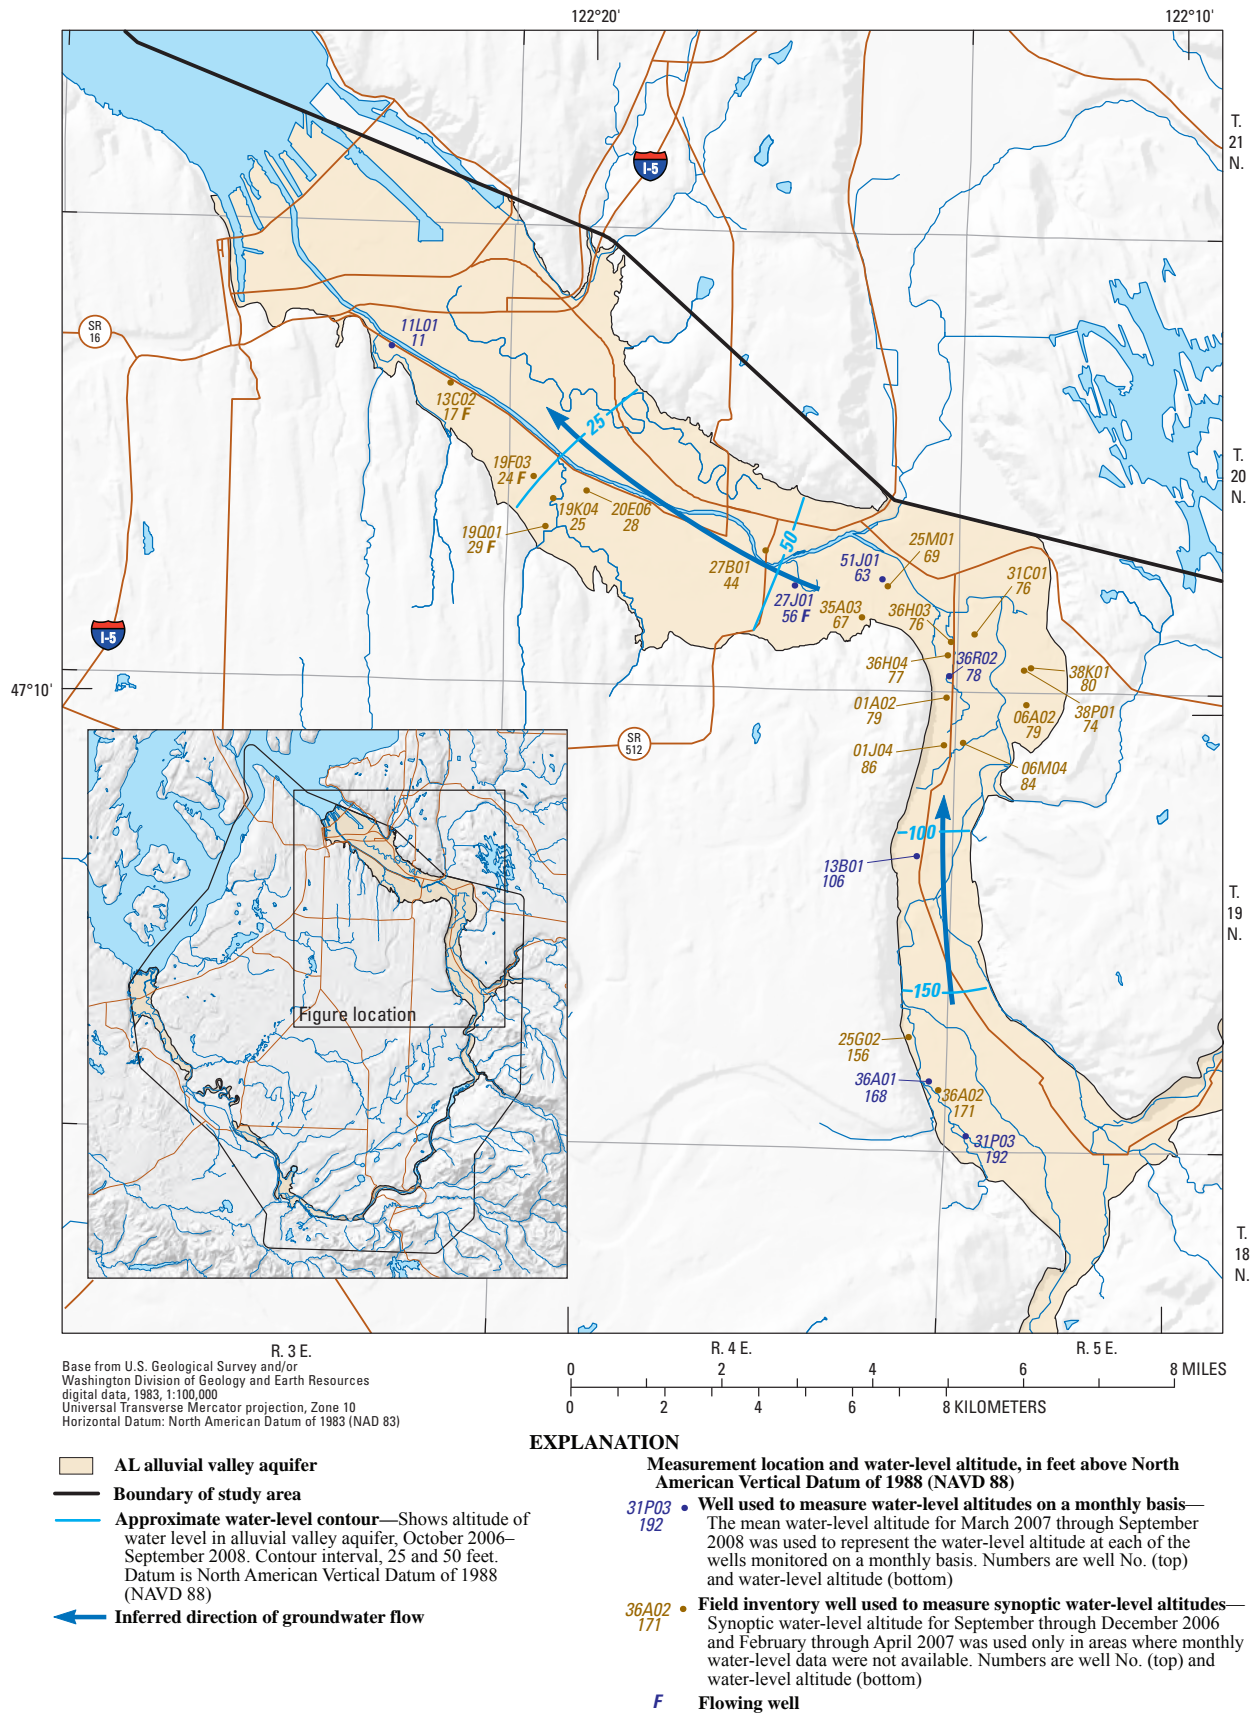 122°20'
122°10'
T.
21
N.
I-5
SR
16
11L01
11
13C02
17 F
25
T.
20
N.
19F03
24 F
19K04
25
20E06
28
19Q01
29 F
50
27B01
44
51J01
63
25M01
69
31C01
76
27J01
56 F
35A03
67
36H03
76
I-5
36H04
77
36R02
78
38K01
80
47°10'
01A02
79
06A02
79
38P01
74
SR
512
01J04
86
06M04
84
100
13B01
106
T.
19
N.
150
Figure location
25G02
156
36A01
168
36A02
171
31P03
192
T.
18
N.
R. 3 E.
R. 4 E.
R. 5 E.
Base from U.S. Geological Survey and/or
Washington Division of Geology and Earth Resources
digital data, 1983, 1:100,000
Universal Transverse Mercator projection, Zone 10
Horizontal Datum: North American Datum of 1983 (NAD 83)
0 2 4 6 8 MILES
0 2 4 6 8 KILOMETERS
EXPLANATION
AL alluvial valley aquifer
Boundary of study area
Approximate water-level contour—Shows altitude of
water level in alluvial valley aquifer, October 2006–
September 2008. Contour interval, 25 and 50 feet.
Datum is North American Vertical Datum of 1988
(NAVD 88)
Inferred direction of groundwater flow
Measurement location and water-level altitude, in feet above North
American Vertical Datum of 1988 (NAVD 88)
31P03
192
Well used to measure water-level altitudes on a monthly basis—
The mean water-level altitude for March 2007 through September
2008 was used to represent the water-level altitude at each of the
wells monitored on a monthly basis. Numbers are well No. (top)
and water-level altitude (bottom)
36A02
171
Field inventory well used to measure synoptic water-level altitudes—
Synoptic water-level altitude for September through December 2006
and February through April 2007 was used only in areas where monthly
water-level data were not available. Numbers are well No. (top) and
water-level altitude (bottom)
F Flowing well